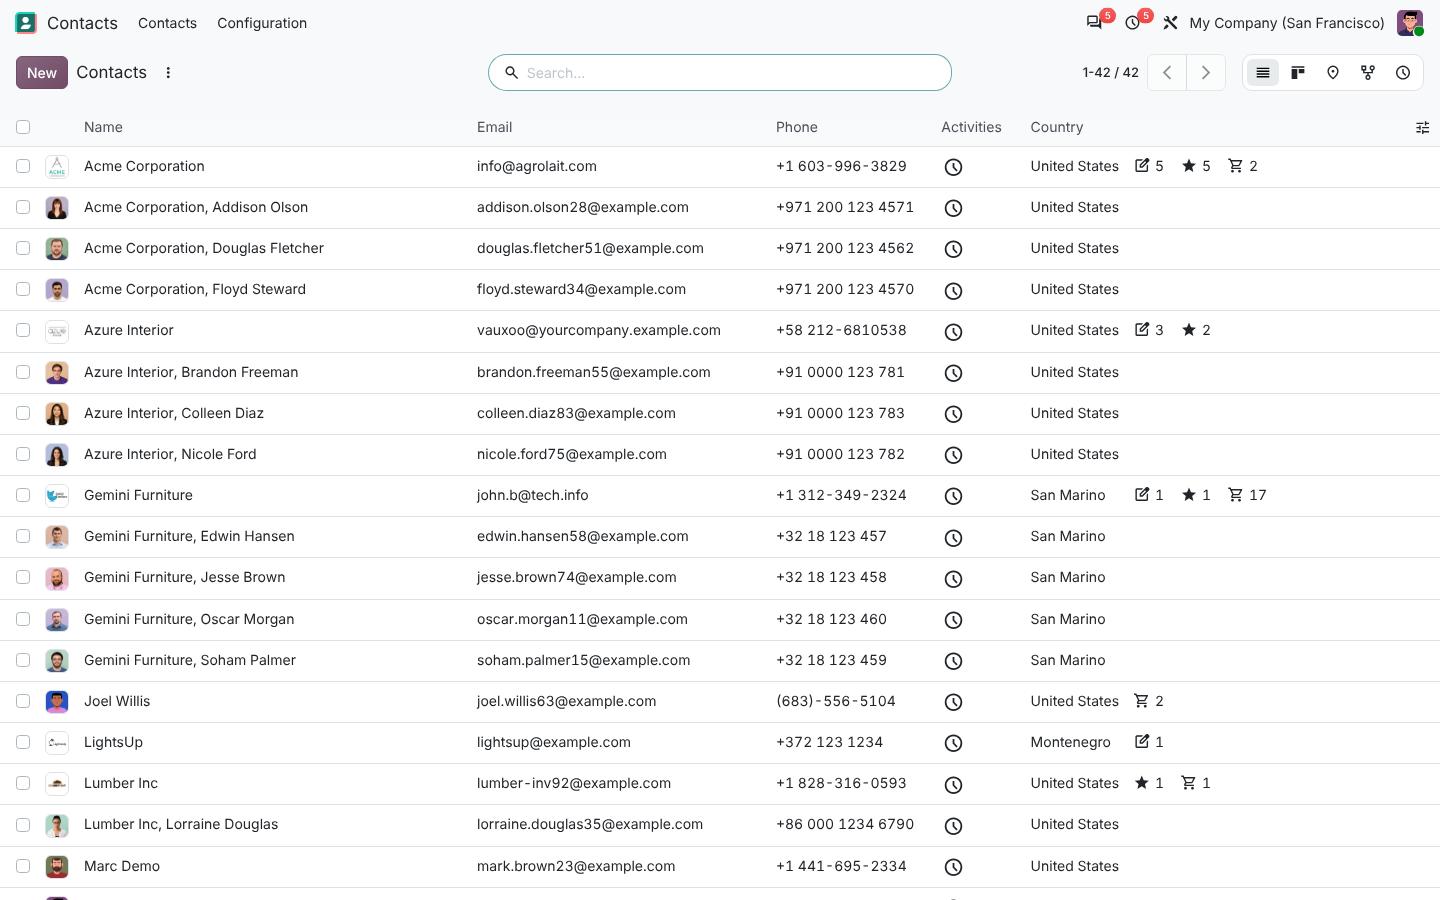 Contacts Contacts Configuration 5 5 My Company (San Francisco)
New Contacts Search... 1-42 / 42
Name Email Phone Activities Country
Acme Corporation info@agrolait.com +1 603-996-3829 United States 5 5 2
Acme Corporation, Addison Olson addison.olson28@example.com +971 200 123 4571 United States
Acme Corporation, Douglas Fletcher douglas.fletcher51@example.com +971 200 123 4562 United States
Acme Corporation, Floyd Steward floyd.steward34@example.com +971 200 123 4570 United States
Azure Interior vauxoo@yourcompany.example.com +58 212-6810538 United States 3 2
Azure Interior, Brandon Freeman brandon.freeman55@example.com +91 0000 123 781 United States
Azure Interior, Colleen Diaz colleen.diaz83@example.com +91 0000 123 783 United States
Azure Interior, Nicole Ford nicole.ford75@example.com +91 0000 123 782 United States
Gemini Furniture john.b@tech.info +1 312-349-2324 San Marino 1 1 17
Gemini Furniture, Edwin Hansen edwin.hansen58@example.com +32 18 123 457 San Marino
Gemini Furniture, Jesse Brown jesse.brown74@example.com +32 18 123 458 San Marino
Gemini Furniture, Oscar Morgan oscar.morgan11@example.com +32 18 123 460 San Marino
Gemini Furniture, Soham Palmer soham.palmer15@example.com +32 18 123 459 San Marino
Joel Willis joel.willis63@example.com (683)-556-5104 United States 2
LightsUp lightsup@example.com +372 123 1234 Montenegro 1
Lumber Inc lumber-inv92@example.com +1 828-316-0593 United States 1 1
Lumber Inc, Lorraine Douglas lorraine.douglas35@example.com +86 000 1234 6790 United States
Marc Demo mark.brown23@example.com +1 441-695-2334 United States